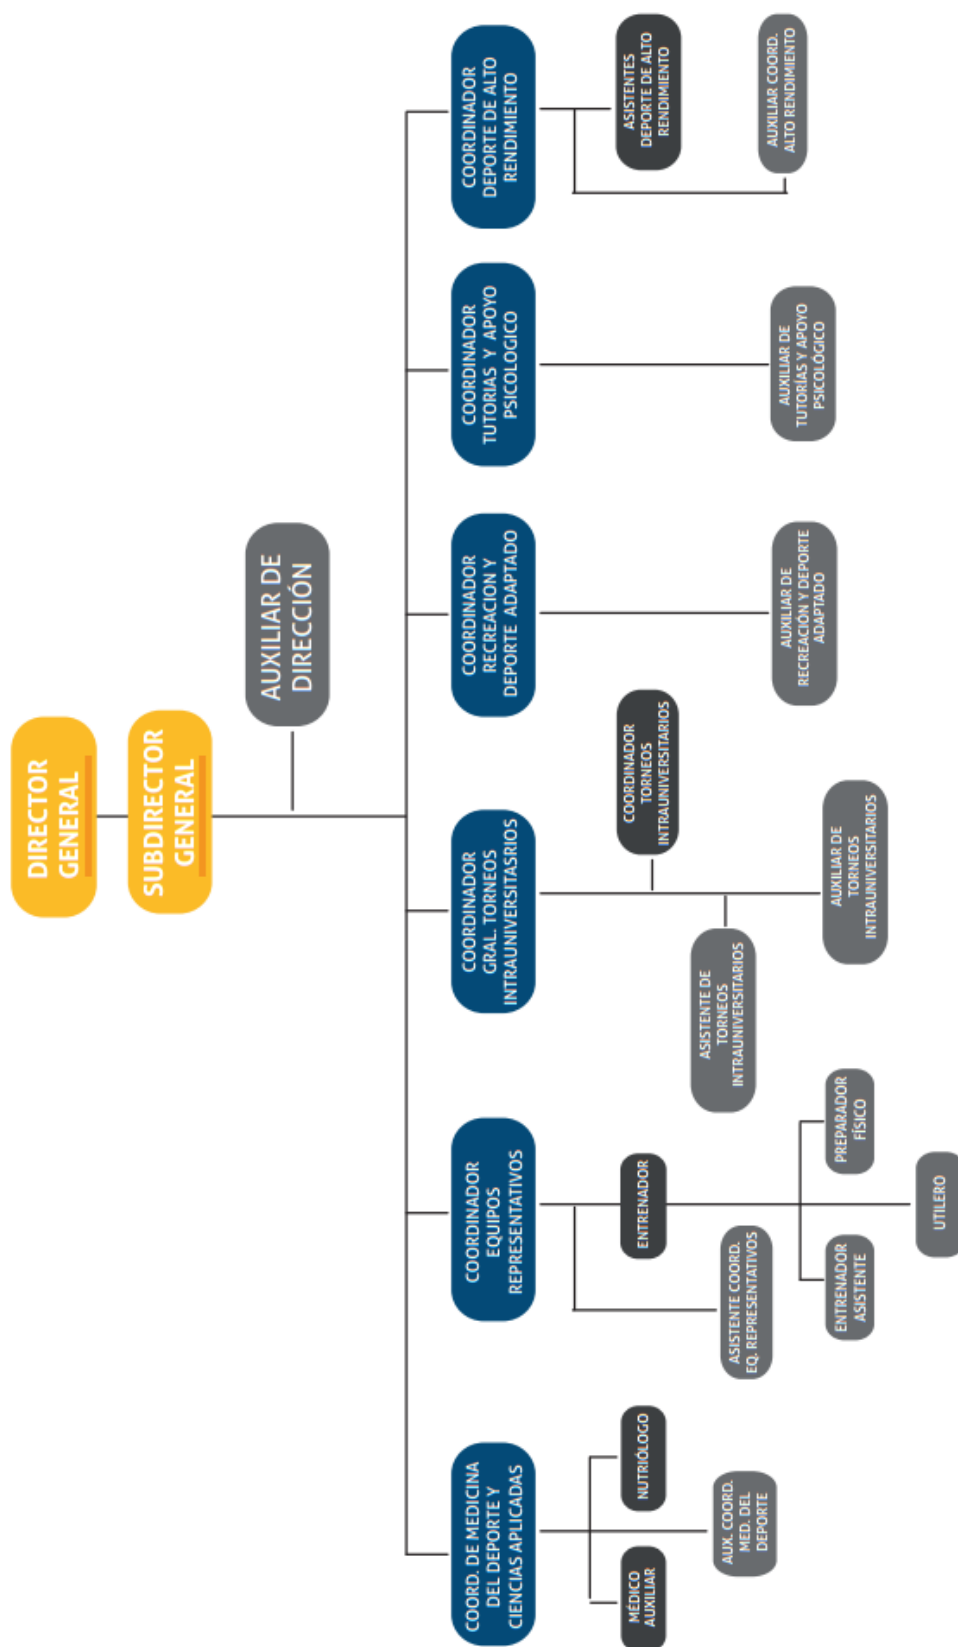 DIRECTOR
GENERAL
SUBDIRECTOR
GENERAL
AUXILIAR DE
DIRECCIÓN
COORD. DE MEDICINA
DEL DEPORTE Y
CIENCIAS APLICADAS
COORDINADOR
EQUIPOS
REPRESENTATIVOS
COORDINADOR
GRAL. TORNEOS
INTRAUNIVERSITASRIOS
COORDINADOR
RECREACION Y
DEPORTE ADAPTADO
COORDINADOR
TUTORIAS Y APOYO
PSICOLOGICO
COORDINADOR
DEPORTE DE ALTO
RENDIMIENTO
MÉDICO
AUXILIAR
NUTRIÓLOGO
AUX. COORD.
MED. DEL
DEPORTE
ENTRENADOR
ASISTENTE COORD.
EQ. REPRESENTATIVOS
ENTRENADOR
ASISTENTE
PREPARADOR
FÍSICO
UTILERO
COORDINADOR
TORNEOS
INTRAUNIVERSITARIOS
ASISTENTE DE
TORNEOS
INTRAUNIVERSITARIOS
AUXILIAR DE
TORNEOS
INTRAUNIVERSITARIOS
AUXILIAR DE
RECREACIÓN Y DEPORTE
ADAPTADO
AUXILIAR DE
TUTORÍAS Y APOYO
PSICOLÓGICO
ASISTENTES
DEPORTE DE ALTO
RENDIMIENTO
AUXILIAR COORD.
ALTO RENDIMIENTO